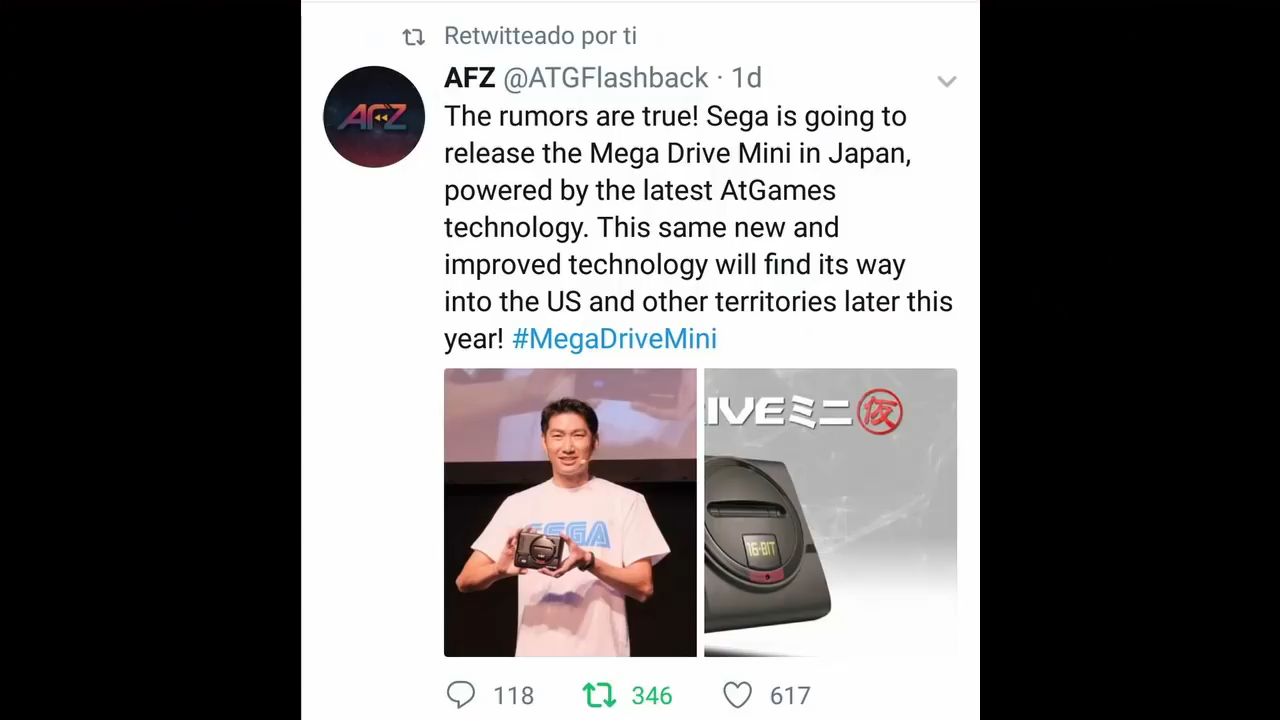 Retwitteado por ti
AFZ
AFZ @ATGFlashback · 1d
The rumors are true! Sega is going to
release the Mega Drive Mini in Japan,
powered by the latest AtGames
technology. This same new and
improved technology will find its way
into the US and other territories later this
year! #MegaDriveMini
RIVEミニ 仮
SEGA
16-BIT
118 346 617